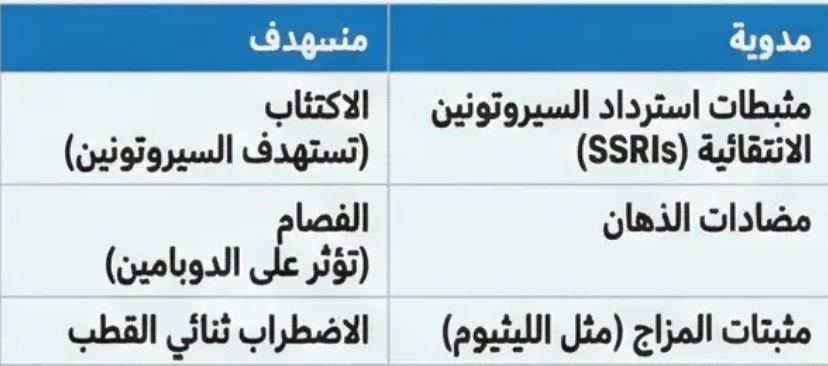 مدوية
منسهدف
مثبطات استرداد السيروتونين
الانتقائية (SSRIs)
الاكتئاب
(تستهدف السيروتونين)
مضادات الذهان
الفصام
(تؤثر على الدوبامين)
مثبتات المزاج (مثل الليثيوم)
الاضطراب ثنائي القطب